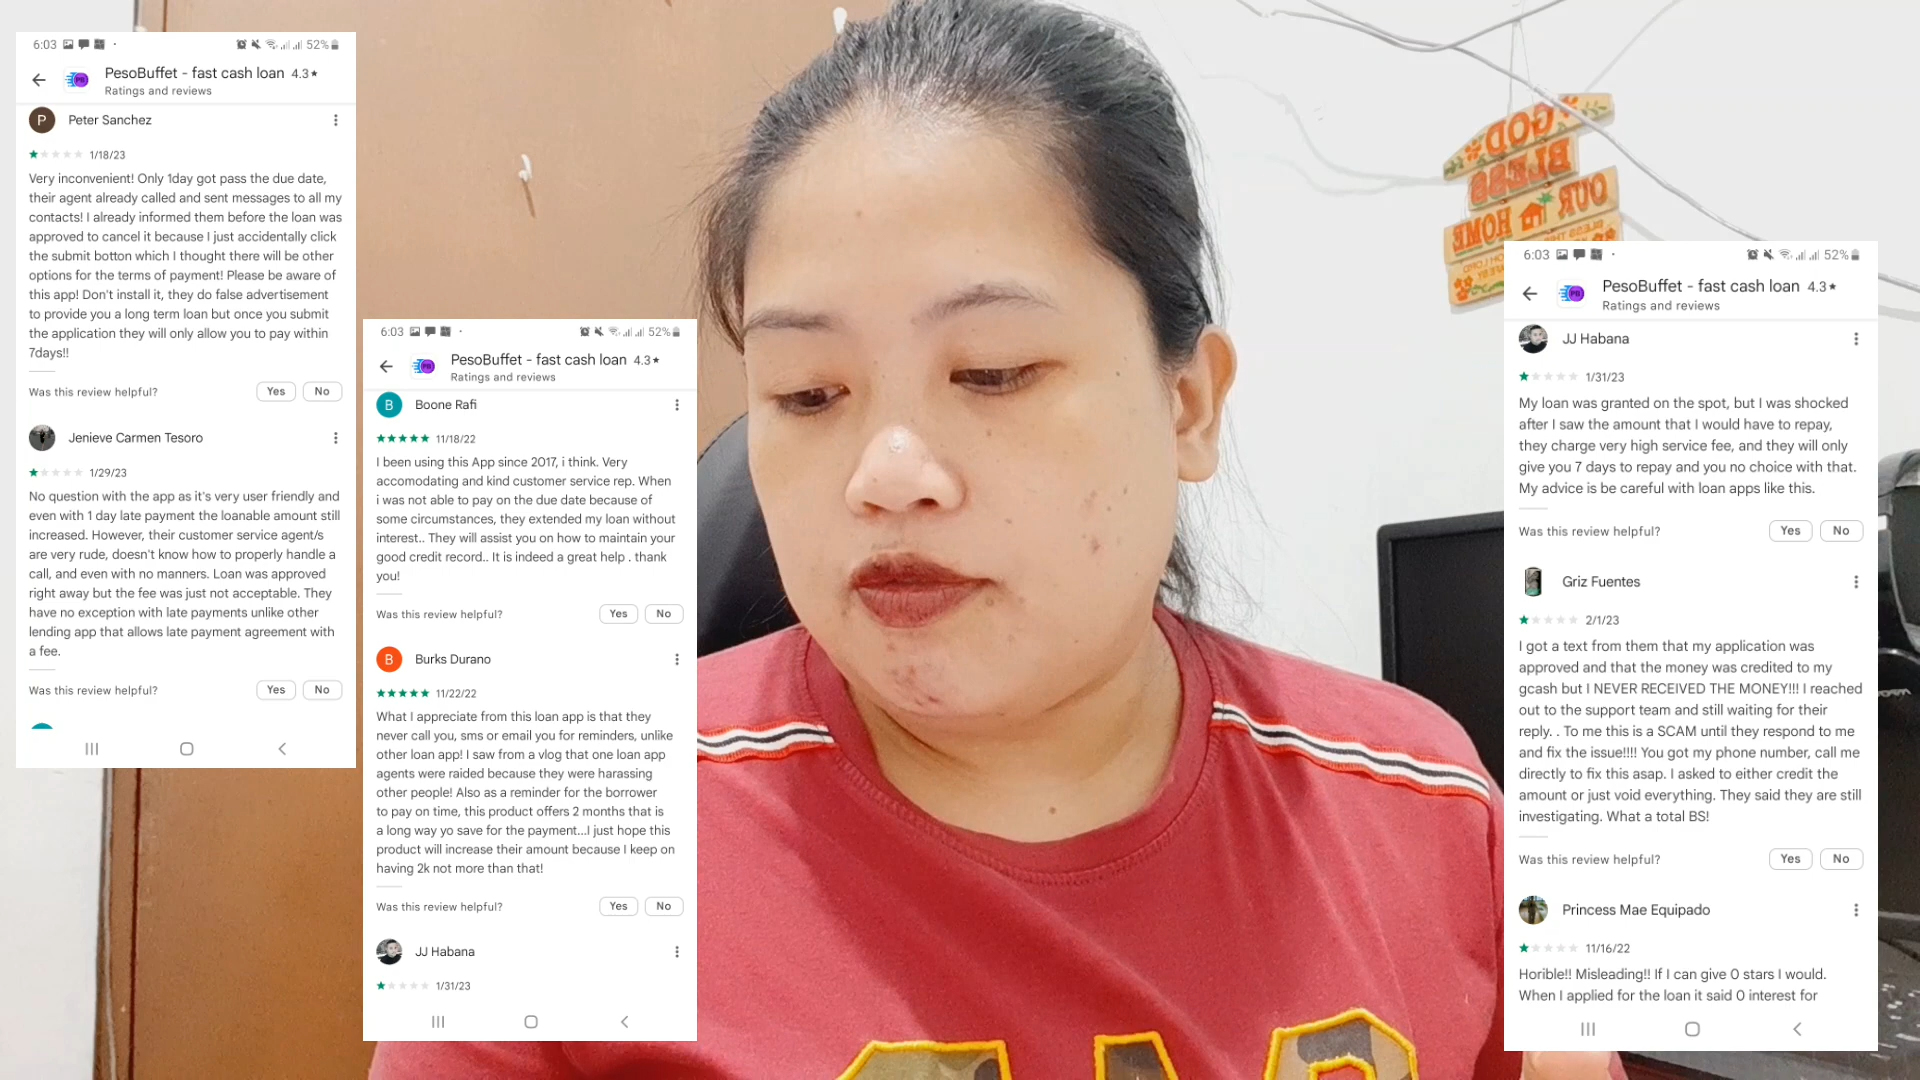 6:03 52%
PesoBuffet - fast cash loan 4.3★
Ratings and reviews
P Peter Sanchez
1/18/23
Very inconvenient! Only 1day got pass the due date,
their agent already called and sent messages to all my
contacts! I already informed them before the loan was
approved to cancel it because I just accidentally click
the submit botton which I thought there will be other
options for the terms of payment! Please be aware of
this app! Don't install it, they do false advertisement
to provide you a long term loan but once you submit
the application they will only allow you to pay within
7days!!
Was this review helpful? Yes No
Jenieve Carmen Tesoro
1/29/23
No question with the app as it's very user friendly and
even with 1 day late payment the loanable amount still
increased. However, their customer service agent/s
are very rude, doesn't know how to properly handle a
call, and even with no manners. Loan was approved
right away but the fee was just not acceptable. They
have no exception with late payments unlike other
lending app that allows late payment agreement with
a fee.
Was this review helpful? Yes No
6:03 52%
PesoBuffet - fast cash loan 4.3★
Ratings and reviews
B Boone Rafi
11/18/22
I been using this App since 2017, i think. Very
accomodating and kind customer service rep. When
i was not able to pay on the due date because of
some circumstances, they extended my loan without
interest.. They will assist you on how to maintain your
good credit record.. It is indeed a great help . thank
you!
Was this review helpful? Yes No
B Burks Durano
11/22/22
What I appreciate from this loan app is that they
never call you, sms or email you for reminders, unlike
other loan app! I saw from a vlog that one loan app
agents were raided because they were harassing
other people! Also as a reminder for the borrower
to pay on time, this product offers 2 months that is
a long way yo save for the payment...I just hope this
product will increase their amount because I keep on
having 2k not more than that!
Was this review helpful? Yes No
JJ Habana
1/31/23
GOD
BLESS
OUR
HOME
6:03 52%
PesoBuffet - fast cash loan 4.3★
Ratings and reviews
JJ Habana
1/31/23
My loan was granted on the spot, but I was shocked
after I saw the amount that I would have to repay,
they charge very high service fee, and they will only
give you 7 days to repay and you no choice with that.
My advice is be careful with loan apps like this.
Was this review helpful? Yes No
Griz Fuentes
2/1/23
I got a text from them that my application was
approved and that the money was credited to my
gcash but I NEVER RECEIVED THE MONEY!!! I reached
out to the support team and still waiting for their
reply. . To me this is a SCAM until they respond to me
and fix the issue!!!! You got my phone number, call me
directly to fix this asap. I asked to either credit the
amount or just void everything. They said they are still
investigating. What a total BS!
Was this review helpful? Yes No
Princess Mae Equipado
11/16/22
Horible!! Misleading!! If I can give 0 stars I would.
When I applied for the loan it said 0 interest for